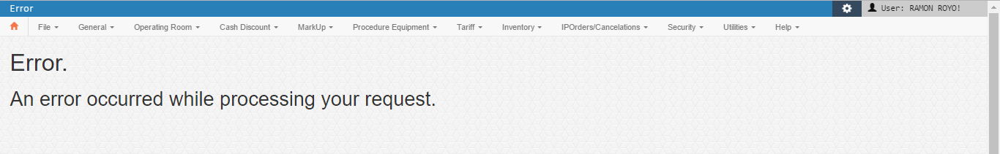 Error
User: RAMON ROYO!
File General Operating Room Cash Discount MarkUp Procedure Equipment Tariff Inventory IPOrders/Cancelations Security Utilities Help
Error.
An error occurred while processing your request.